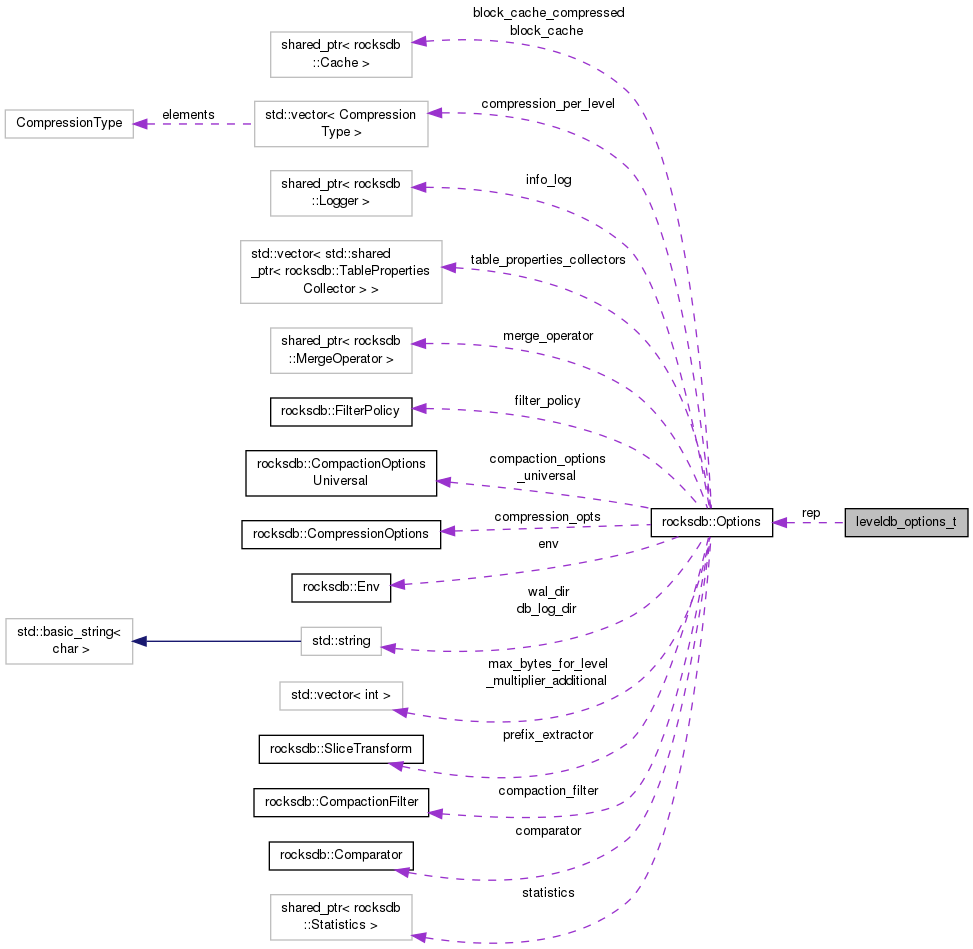 block_cache_compressed
block_cache
shared_ptr< rocksdb
::Cache >
compression_per_level
std::vector< Compression
Type >
elements
CompressionType
info_log
shared_ptr< rocksdb
::Logger >
table_properties_collectors
std::vector< std::shared
_ptr< rocksdb::TableProperties
Collector > >
merge_operator
shared_ptr< rocksdb
::MergeOperator >
filter_policy
rocksdb::FilterPolicy
compaction_options
_universal
rocksdb::CompactionOptions
Universal
compression_opts
rocksdb::CompressionOptions
rocksdb::Options
rep
leveldb_options_t
env
rocksdb::Env
wal_dir
db_log_dir
std::basic_string<
char >
std::string
max_bytes_for_level
_multiplier_additional
std::vector< int >
prefix_extractor
rocksdb::SliceTransform
compaction_filter
rocksdb::CompactionFilter
comparator
rocksdb::Comparator
statistics
shared_ptr< rocksdb
::Statistics >